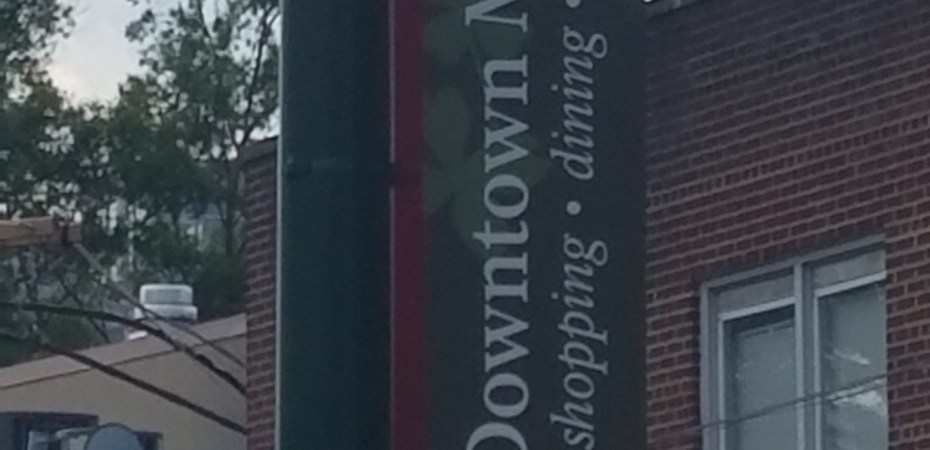 Downtown
shopping • dining •